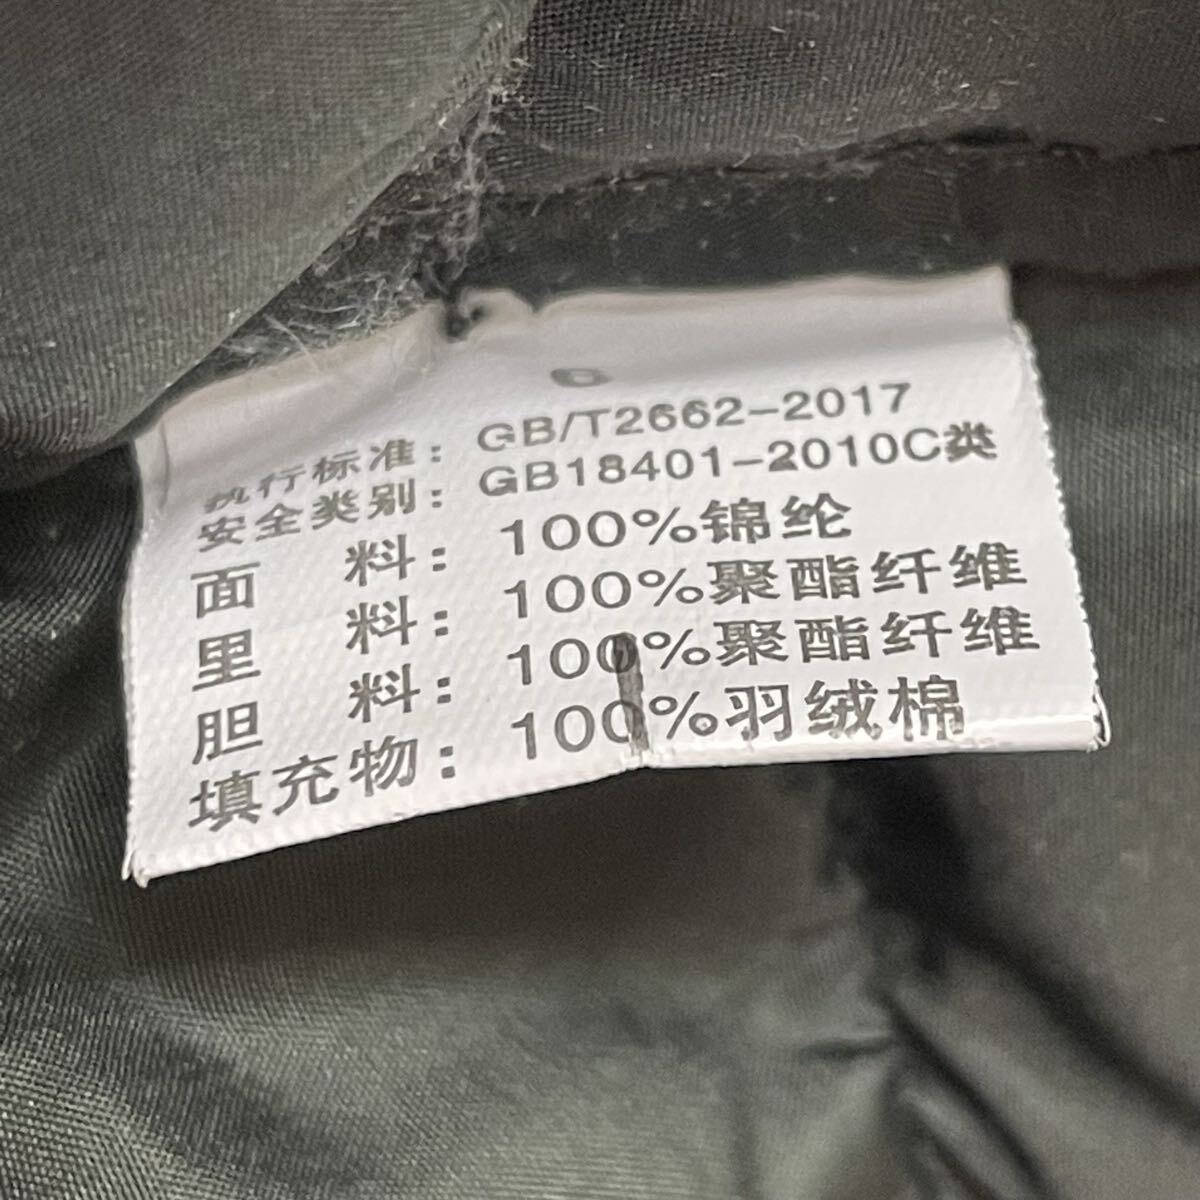 6
执行标准：GB/T2662-2017
安全类别：GB18401-2010C类
面 料：100%锦纶
里 料：100%聚酯纤维
胆 料：100%聚酯纤维
填充物：100%羽绒棉